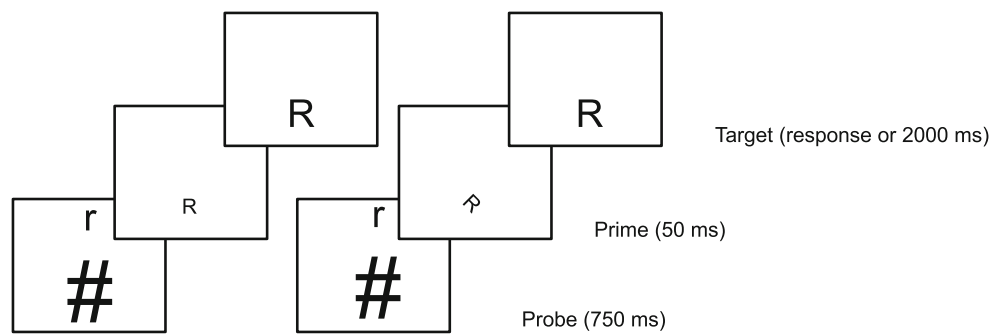 R
R
Target (response or 2000 ms)
R
R
Prime (50 ms)
r
r
#
#
Probe (750 ms)